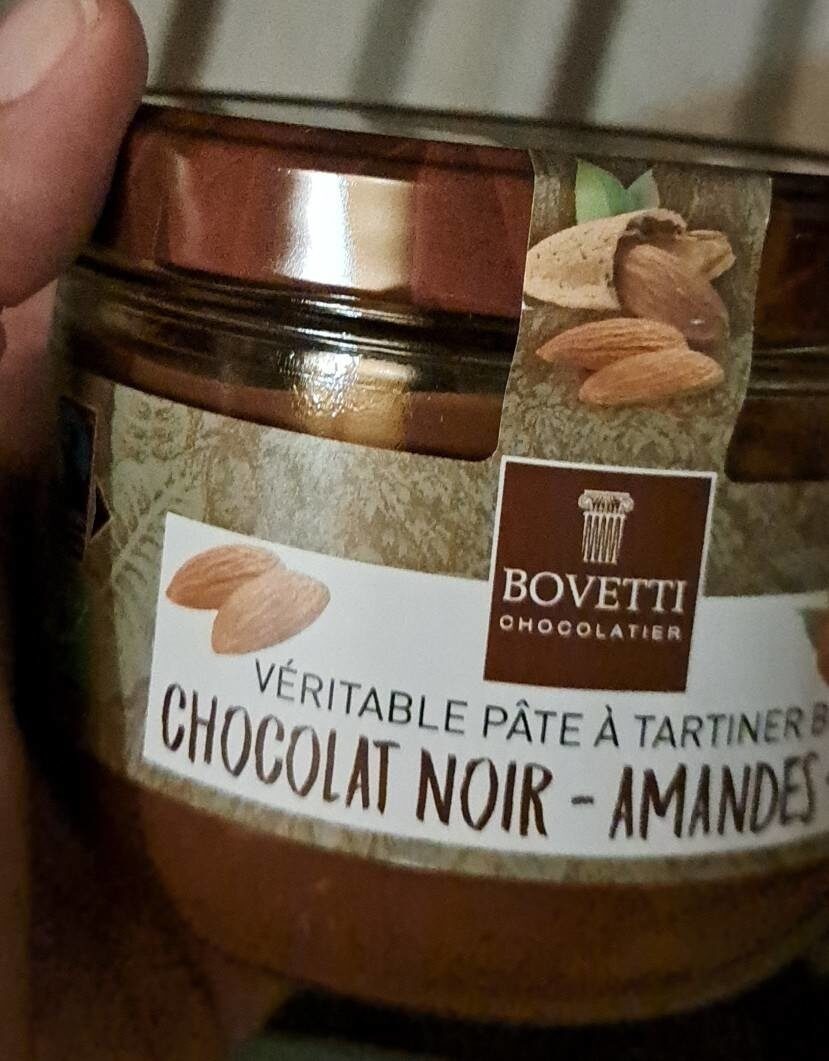 BOVETTI
CHOCOLATIER
VÉRITABLE PÂTE À TARTINER
CHOCOLAT NOIR - AMANDES